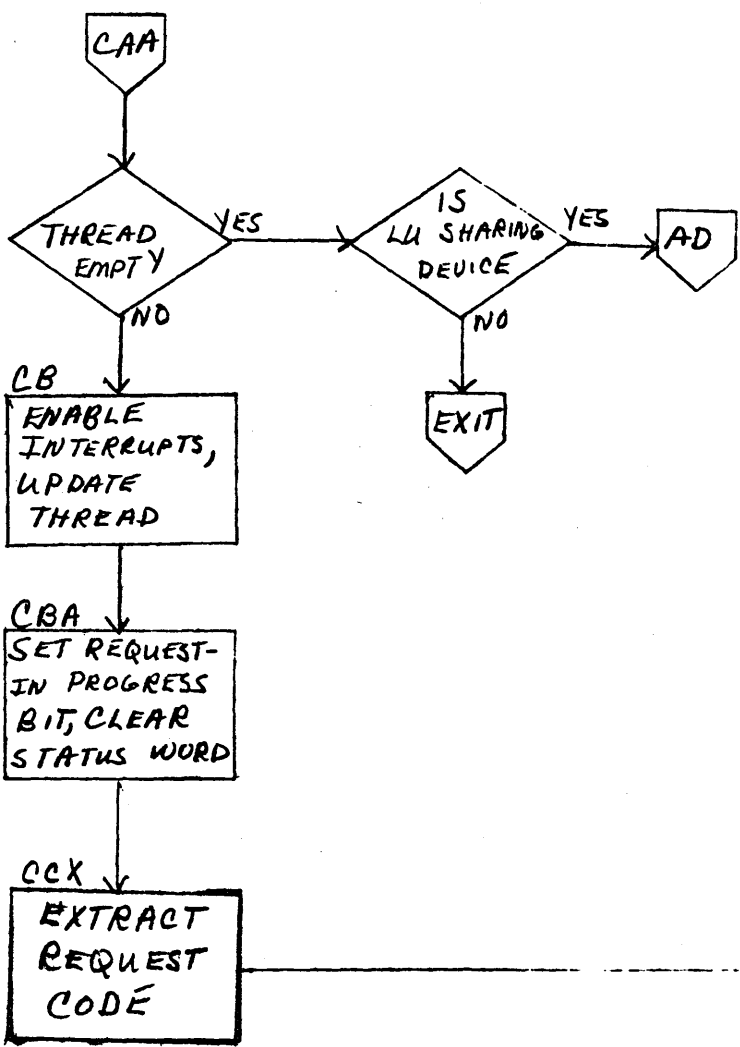 CAA
THREAD
EMPTY
YES
NO
IS
LU SHARING
DEVICE
YES
NO
AD
EXIT
CB
ENABLE
INTERRUPTS,
UPDATE
THREAD
CBA
SET REQUEST-
IN PROGRESS
BIT, CLEAR
STATUS WORD
CCX
EXTRACT
REQUEST
CODE